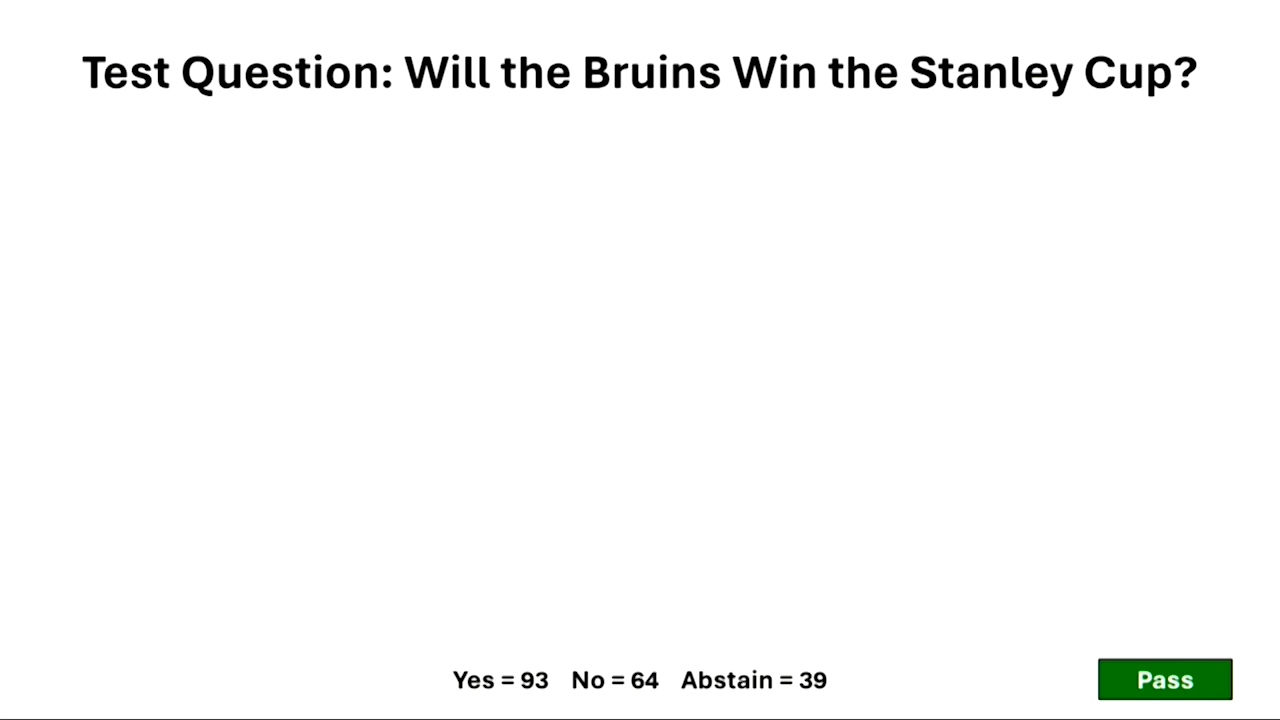 Test Question: Will the Bruins Win the Stanley Cup?
Yes = 93 No = 64 Abstain = 39
Pass